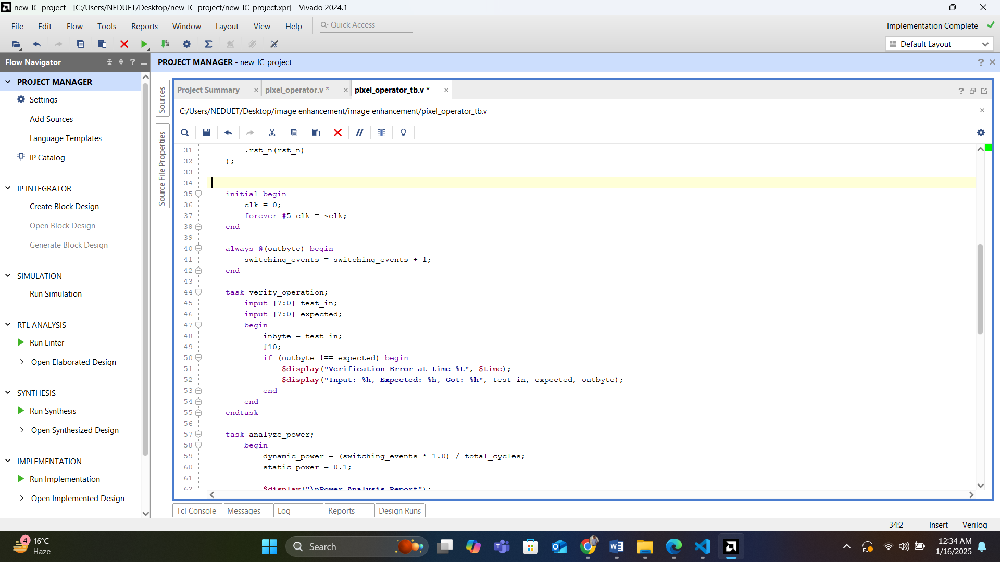 new_IC_project - [C:/Users/NEDUET/Desktop/new_IC_project/new_IC_project.xpr] - Vivado 2024.1
File Edit Flow Tools Reports Window Layout View Help Quick Access
Implementation Complete
Default Layout
Flow Navigator
PROJECT MANAGER - new_IC_project
PROJECT MANAGER
Settings
Add Sources
Language Templates
IP Catalog
IP INTEGRATOR
Create Block Design
Open Block Design
Generate Block Design
SIMULATION
Run Simulation
RTL ANALYSIS
Run Linter
Open Elaborated Design
SYNTHESIS
Run Synthesis
Open Synthesized Design
IMPLEMENTATION
Run Implementation
Open Implemented Design
Sources
Source File Properties
Project Summary pixel_operator.v * pixel_operator_tb.v *
C:/Users/NEDUET/Desktop/image enhancement/image enhancement/pixel_operator_tb.v
31 .rst_n(rst_n)
32 );
33
34
35 initial begin
36 clk = 0;
37 forever #5 clk = ~clk;
38 end
39
40 always @(outbyte) begin
41 switching_events = switching_events + 1;
42 end
43
44 task verify_operation;
45 input [7:0] test_in;
46 input [7:0] expected;
47 begin
48 inbyte = test_in;
49 #10;
50 if (outbyte !== expected) begin
51 $display("Verification Error at time %t", $time);
52 $display("Input: %h, Expected: %h, Got: %h", test_in, expected, outbyte);
53 end
54 end
55 endtask
56
57 task analyze_power;
58 begin
59 dynamic_power = (switching_events * 1.0) / total_cycles;
60 static_power = 0.1;
61
62 $display("\nPower Analysis Report");
Tcl Console Messages Log Reports Design Runs
34:2 Insert Verilog
4
16°C
Haze
Search
12:34 AM
1/16/2025